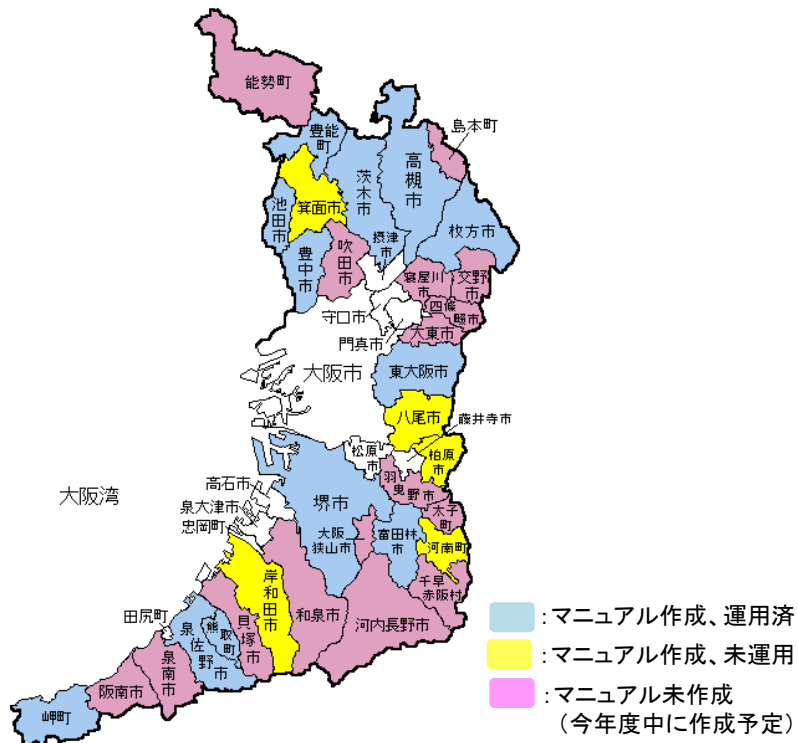 能勢町
島本町
豊能町
高槻市
茨木市
池田市
箕面市
枚方市
摂津市
豊中市
吹田市
寝屋川市
交野市
守口市
四條畷市
大東市
門真市
大阪市
東大阪市
八尾市
藤井寺市
松原市
柏原市
羽曳野市
高石市
大阪湾
堺市
泉大津市
太子町
忠岡町
大阪狭山市
富田林市
河南町
千早赤阪村
岸和田市
和泉市
河内長野市
田尻町
貝塚市
熊取町
泉佐野市
泉南市
阪南市
岬町
:マニュアル作成、運用済
:マニュアル作成、未運用
:マニュアル未作成
(今年度中に作成予定)